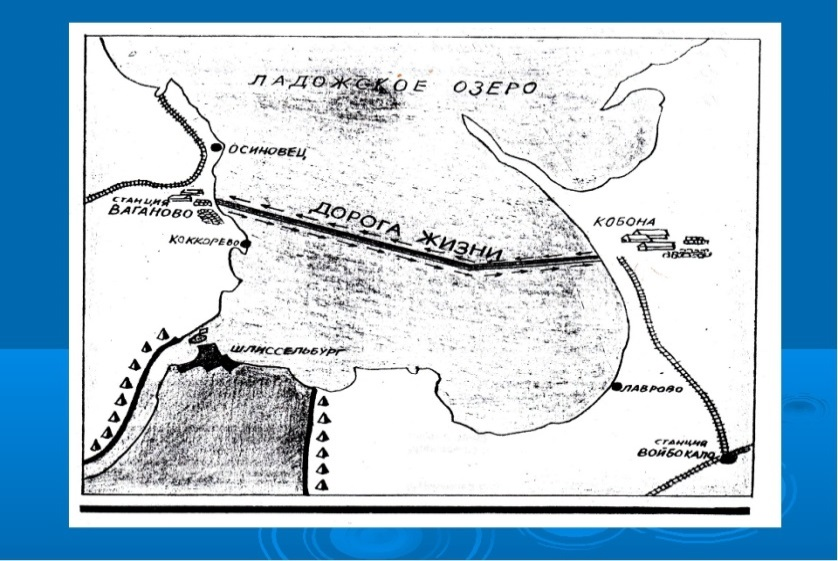 ЛАДОЖСКОЕ ОЗЕРО
ОСИНОВЕЦ
СТАНЦИЯ
ВАГАНОВО
ДОРОГА ЖИЗНИ
КОБОНА
КОККОРЕВО
ШЛИССЕЛЬБУРГ
ЛАВРОВО
СТАНЦИЯ
ВОЙБОКАЛО